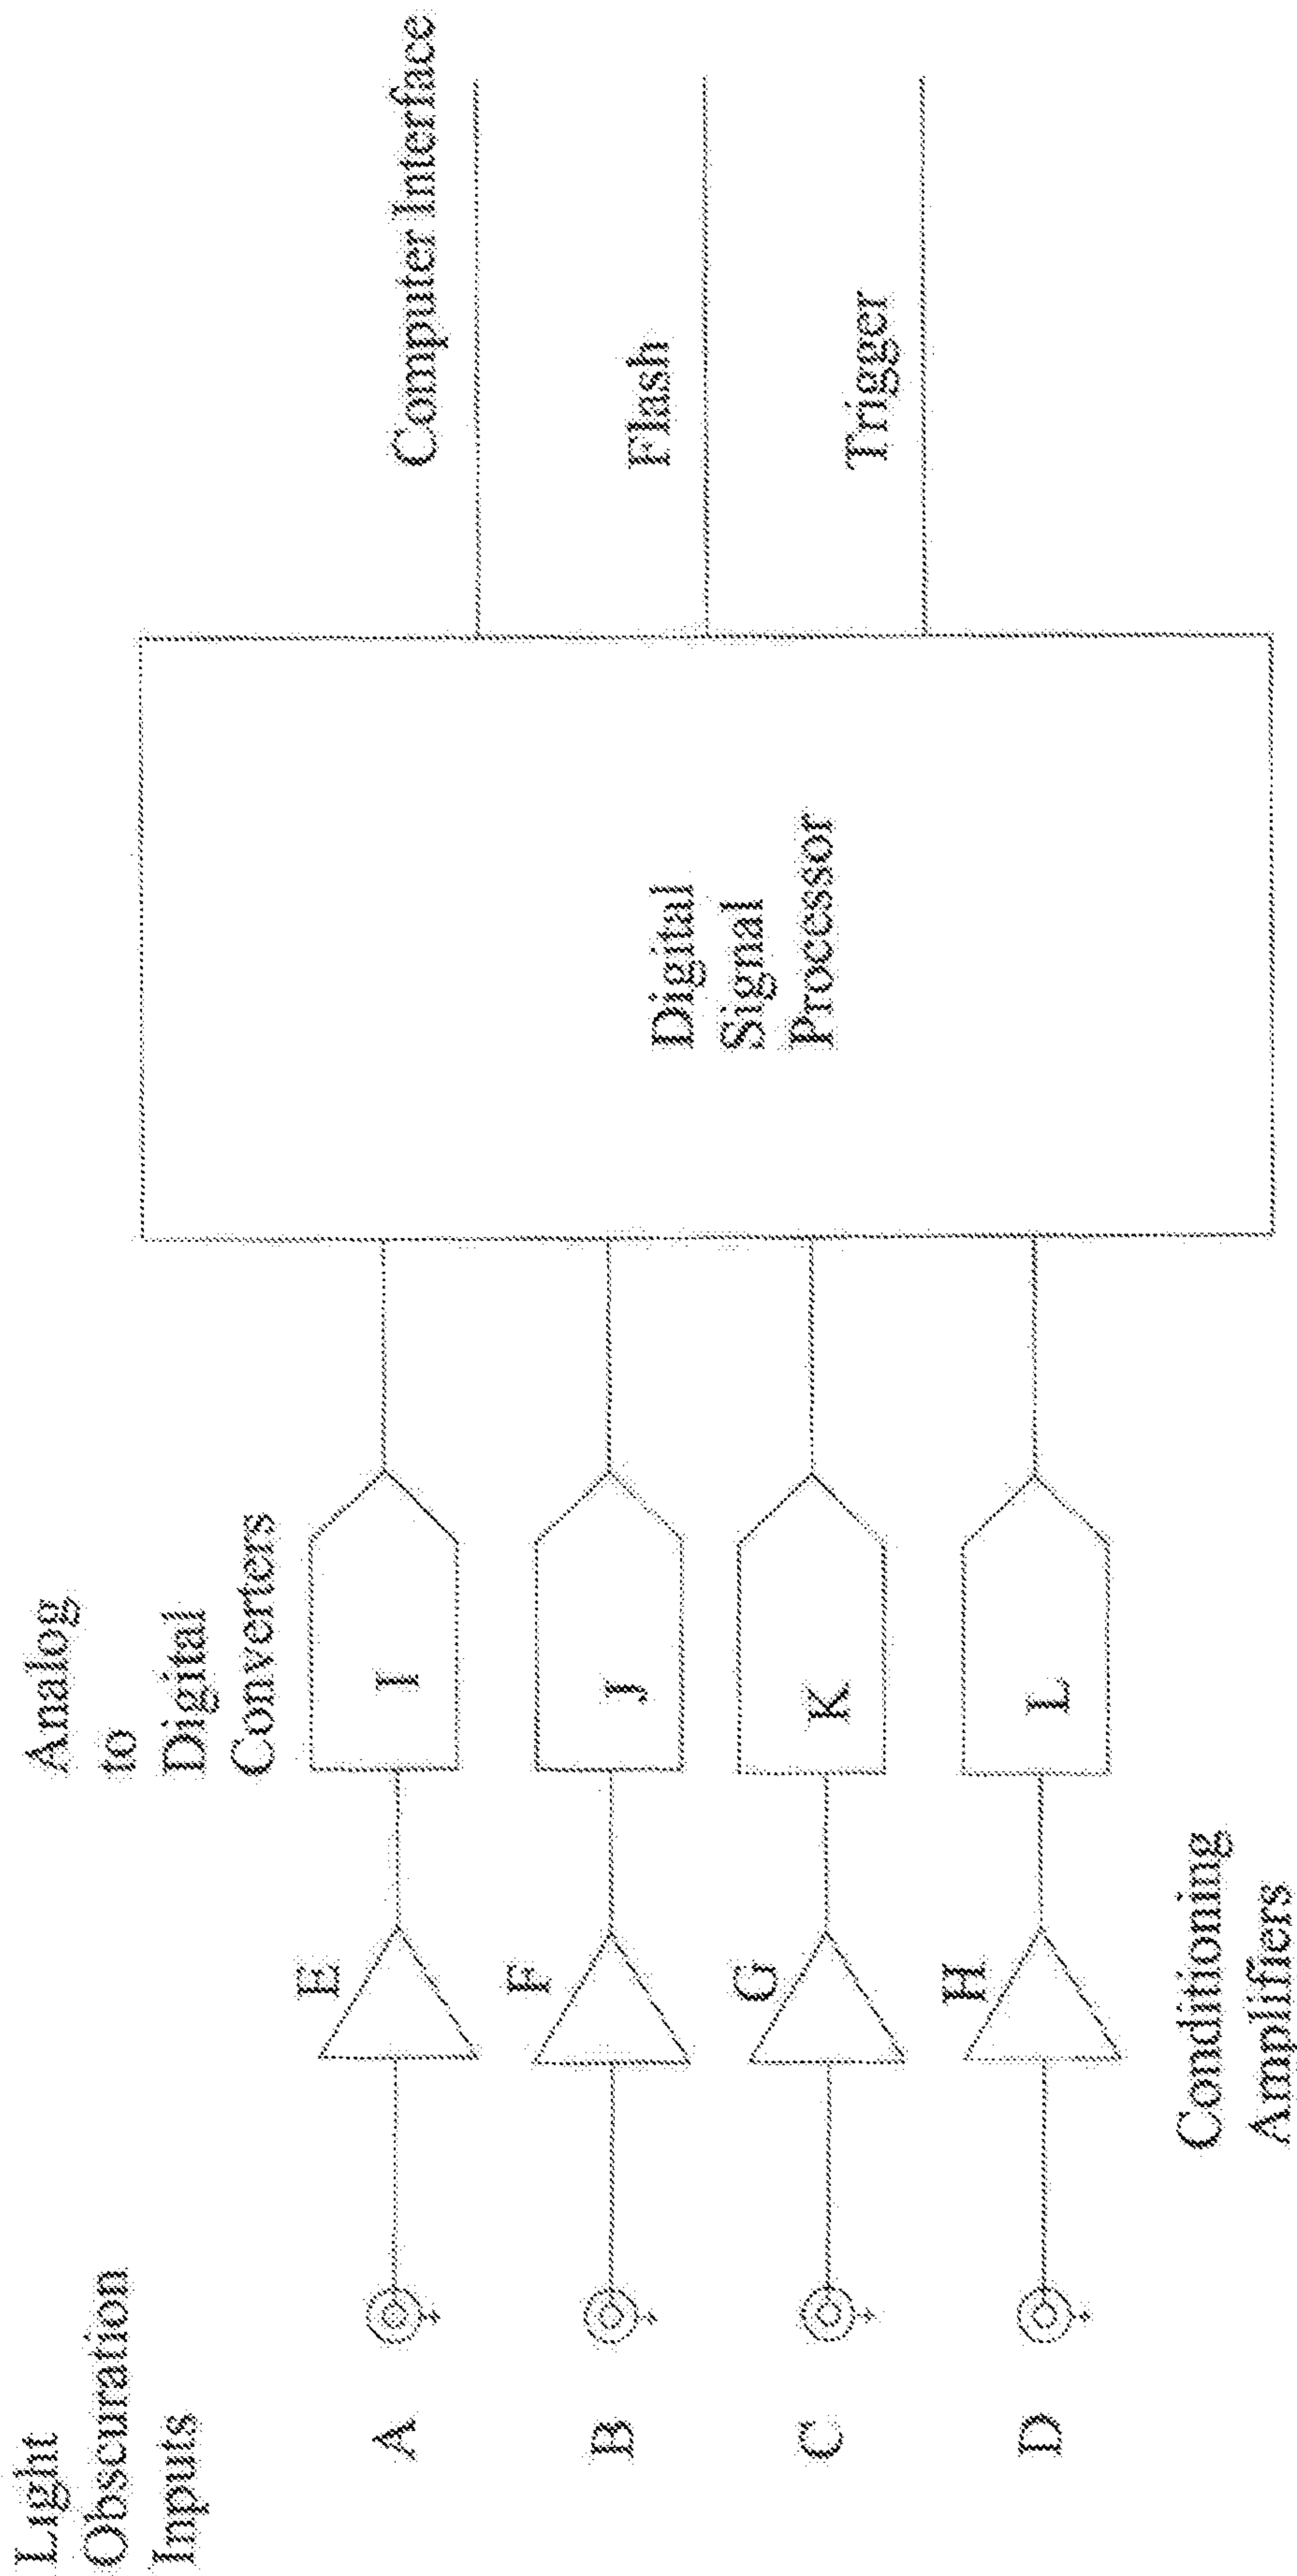 Light
Obscuration
Inputs
Analog
to
Digital
Converters
A
E
I
B
F
J
C
G
K
D
H
L
Conditioning
Amplifiers
Digital
Signal
Processor
Computer Interface
Flash
Trigger